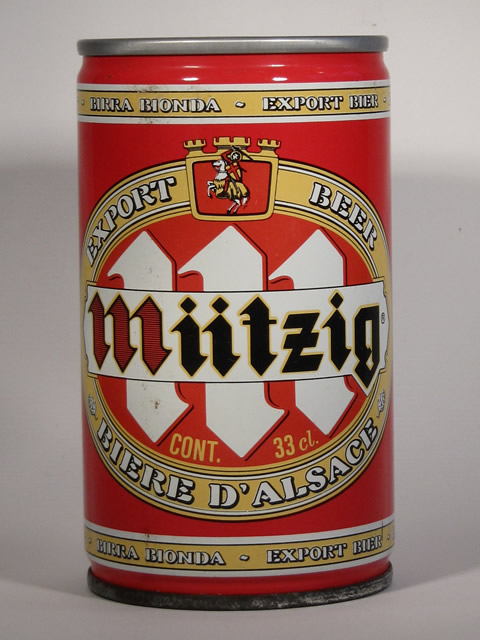 · BIRRA BIONDA ~ EXPORT BIER ·
EXPORT BEER
Mützig®
CONT. 33 cl.
BIERE D'ALSACE
· BIRRA BIONDA ~ EXPORT BIER